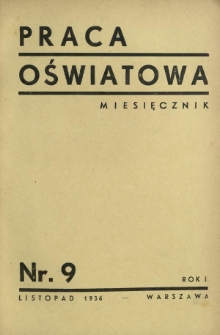 PRACA
OŚWIATOWA
MIESIĘCZNIK
Nr. 9
ROK I
LISTOPAD 1936 — WARSZAWA